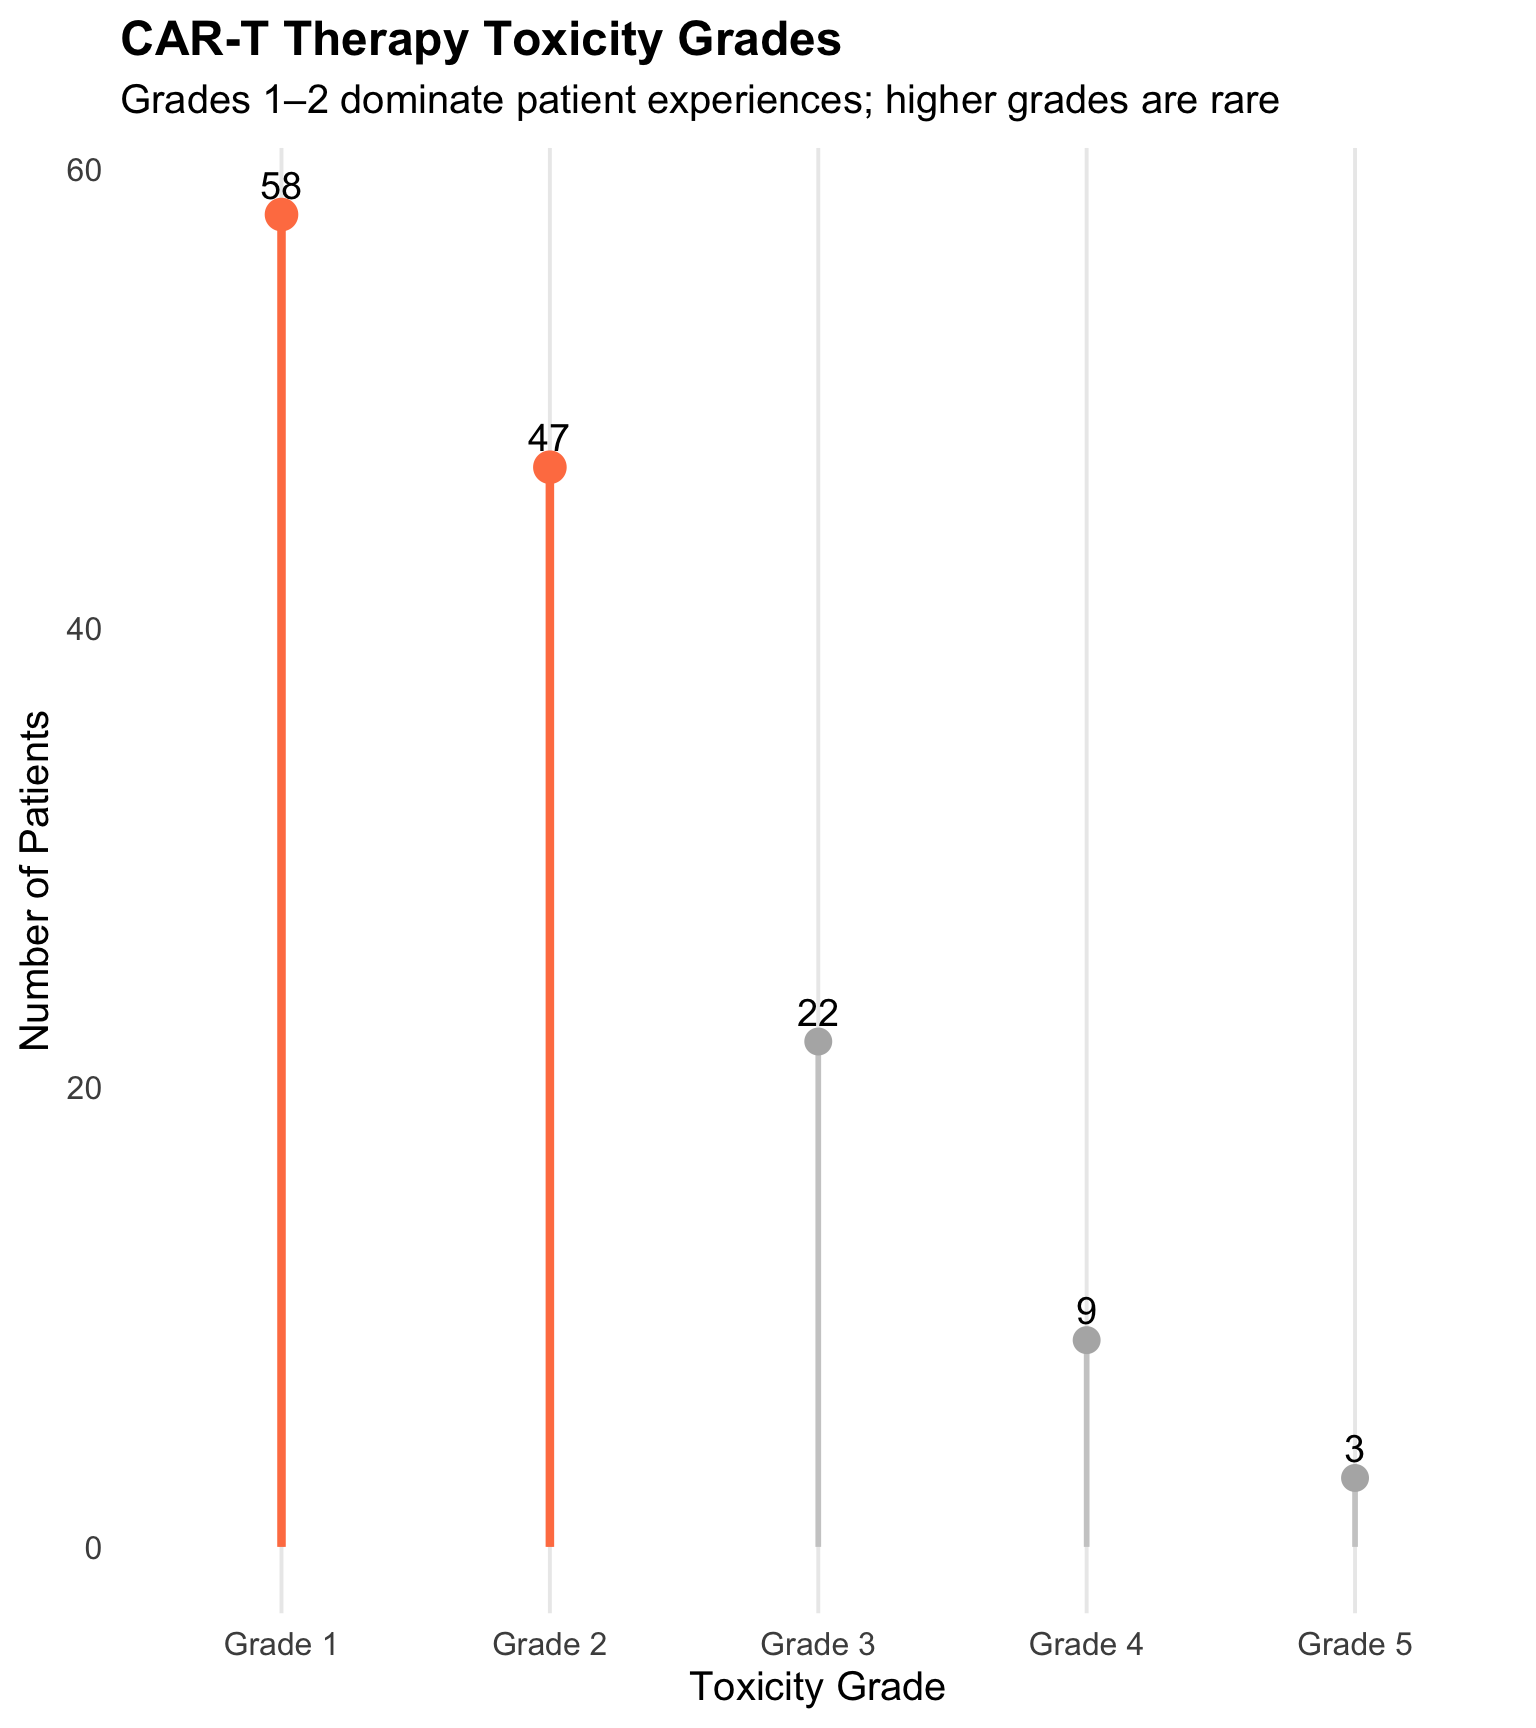 CAR-T Therapy Toxicity Grades
Grades 1–2 dominate patient experiences; higher grades are rare
60
58
47
40
Number of Patients
22
20
9
3
0
Grade 1 Grade 2 Grade 3 Grade 4 Grade 5
Toxicity Grade